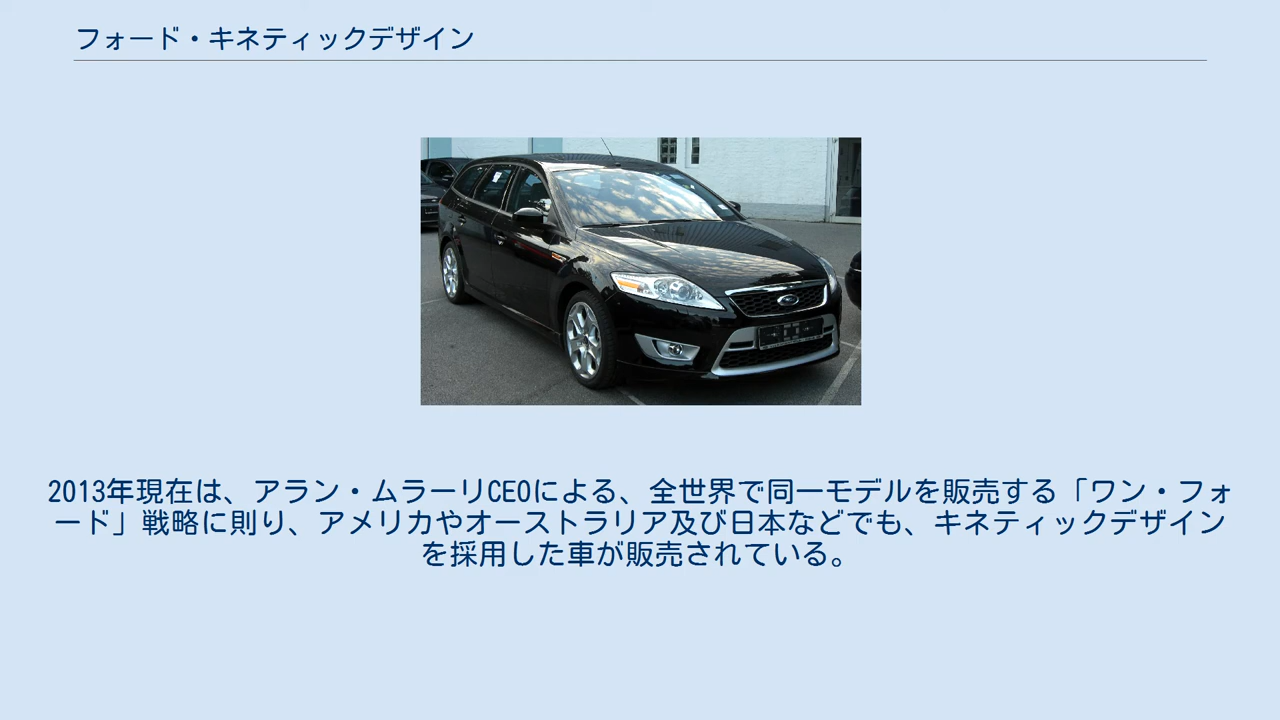 フォード・キネティックデザイン
2013年現在は、アラン・ムラーリCEOによる、全世界で同一モデルを販売する「ワン・フォ
ード」戦略に則り、アメリカやオーストラリア及び日本などでも、キネティックデザイン
を採用した車が販売されている。